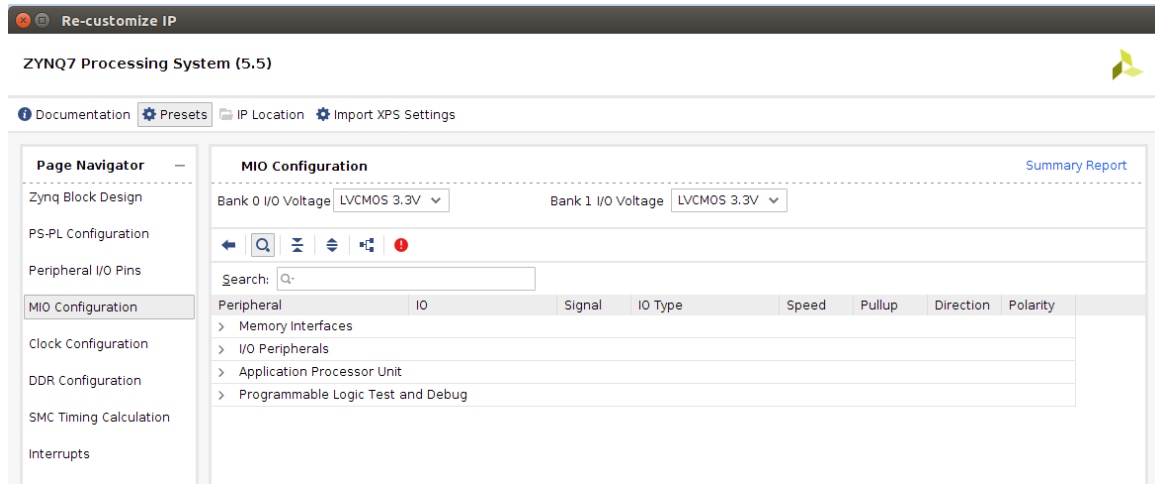 Re-customize IP
ZYNQ7 Processing System (5.5)
Documentation Presets IP Location Import XPS Settings
Page Navigator
Zynq Block Design
PS-PL Configuration
Peripheral I/O Pins
MIO Configuration
Clock Configuration
DDR Configuration
SMC Timing Calculation
Interrupts
MIO Configuration Summary Report
Bank 0 I/O Voltage LVCMOS 3.3V Bank 1 I/O Voltage LVCMOS 3.3V
Search:
Peripheral IO Signal IO Type Speed Pullup Direction Polarity
Memory Interfaces
I/O Peripherals
Application Processor Unit
Programmable Logic Test and Debug